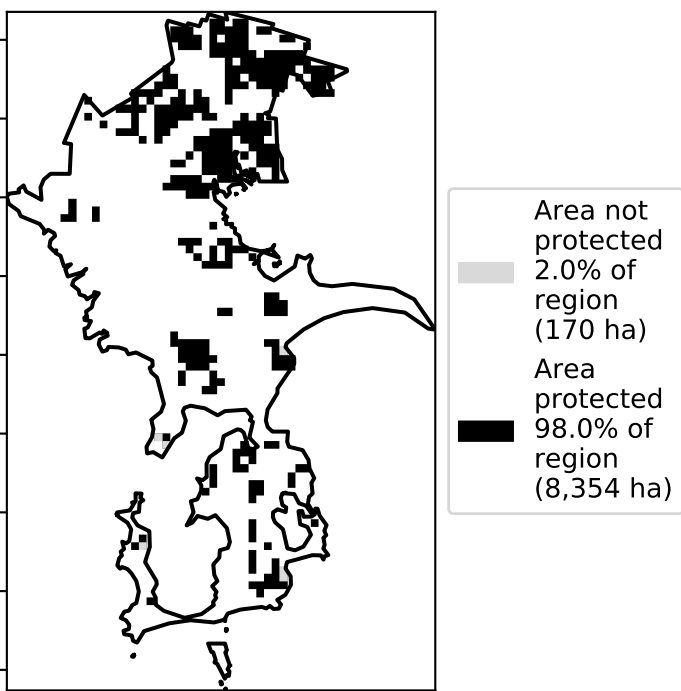 Area not
protected
2.0% of
region
(170 ha)
Area
protected
98.0% of
region
(8,354 ha)